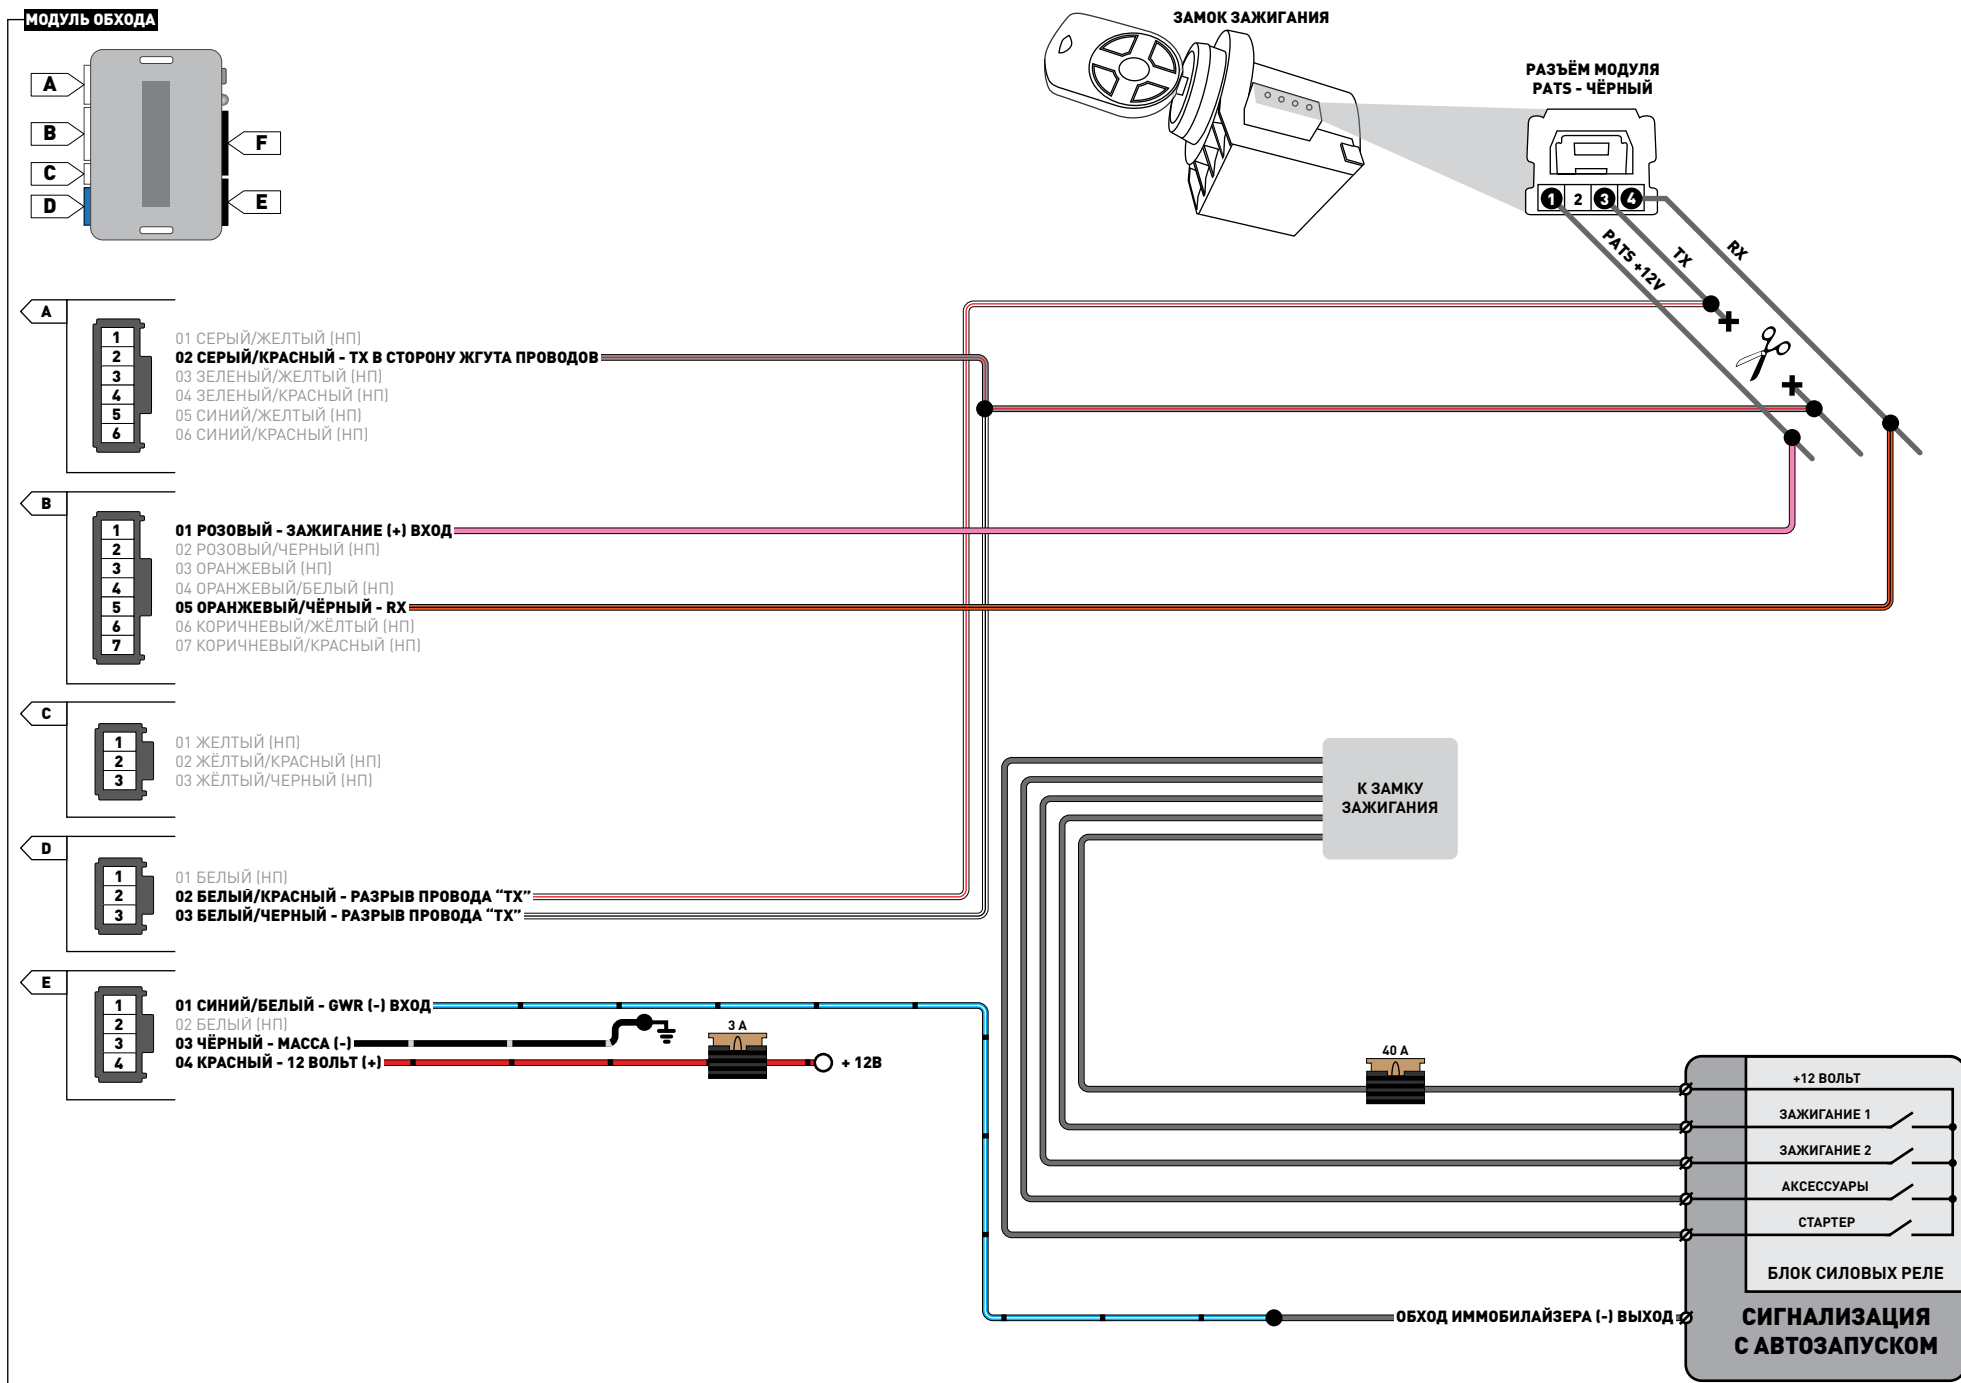 МОДУЛЬ ОБХОДА
A
B
C
D
F
E
ЗАМОК ЗАЖИГАНИЯ
РАЗЪЁМ МОДУЛЯ
PATS - ЧЁРНЫЙ
1 2 3 4
PATS +12V
TX
RX
A
1
2
3
4
5
6
01 СЕРЫЙ/ЖЕЛТЫЙ (НП)
02 СЕРЫЙ/КРАСНЫЙ - TX В СТОРОНУ ЖГУТА ПРОВОДОВ
03 ЗЕЛЕНЫЙ/ЖЕЛТЫЙ (НП)
04 ЗЕЛЕНЫЙ/КРАСНЫЙ (НП)
05 СИНИЙ/ЖЕЛТЫЙ (НП)
06 СИНИЙ/КРАСНЫЙ (НП)
B
1
2
3
4
5
6
7
01 РОЗОВЫЙ - ЗАЖИГАНИЕ (+) ВХОД
02 РОЗОВЫЙ/ЧЕРНЫЙ (НП)
03 ОРАНЖЕВЫЙ (НП)
04 ОРАНЖЕВЫЙ/БЕЛЫЙ (НП)
05 ОРАНЖЕВЫЙ/ЧЁРНЫЙ - RX
06 КОРИЧНЕВЫЙ/ЖЁЛТЫЙ (НП)
07 КОРИЧНЕВЫЙ/КРАСНЫЙ (НП)
C
1
2
3
01 ЖЕЛТЫЙ (НП)
02 ЖЁЛТЫЙ/КРАСНЫЙ (НП)
03 ЖЁЛТЫЙ/ЧЕРНЫЙ (НП)
К ЗАМКУ
ЗАЖИГАНИЯ
D
1
2
3
01 БЕЛЫЙ (НП)
02 БЕЛЫЙ/КРАСНЫЙ - РАЗРЫВ ПРОВОДА “TX”
03 БЕЛЫЙ/ЧЕРНЫЙ - РАЗРЫВ ПРОВОДА “TX”
E
1
2
3
4
01 СИНИЙ/БЕЛЫЙ - GWR (-) ВХОД
02 БЕЛЫЙ (НП)
03 ЧЁРНЫЙ - МАССА (-)
04 КРАСНЫЙ - 12 ВОЛЬТ (+)
3 А
+ 12В
40 А
+12 ВОЛЬТ
ЗАЖИГАНИЕ 1
ЗАЖИГАНИЕ 2
АКСЕССУАРЫ
СТАРТЕР
БЛОК СИЛОВЫХ РЕЛЕ
ОБХОД ИММОБИЛАЙЗЕРА (-) ВЫХОД
СИГНАЛИЗАЦИЯ
С АВТОЗАПУСКОМ